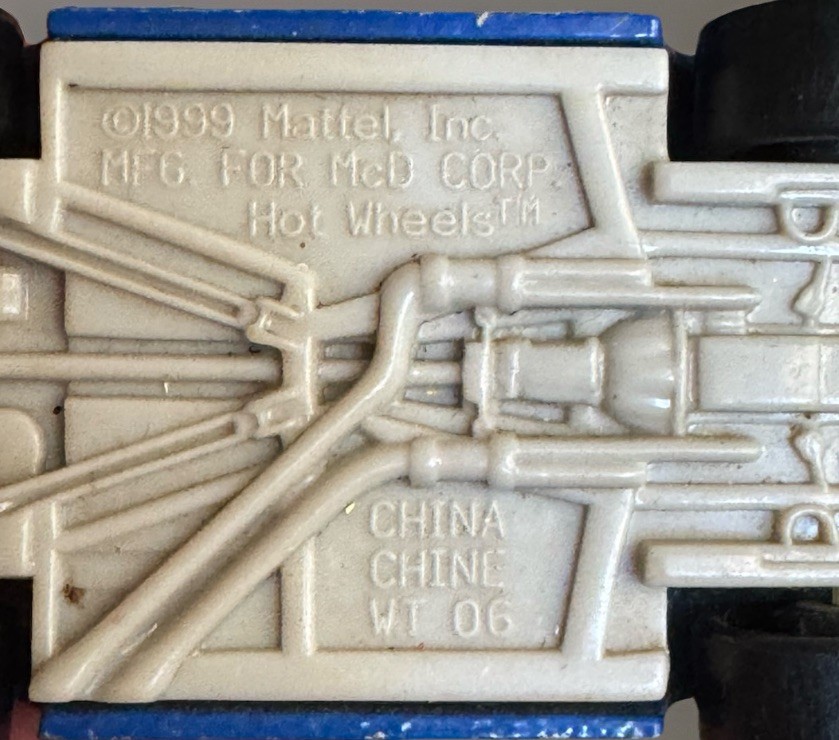 ©1999 Mattel, Inc.
MFG. FOR McD CORP.
Hot Wheels™
CHINA
CHINE
WT 06